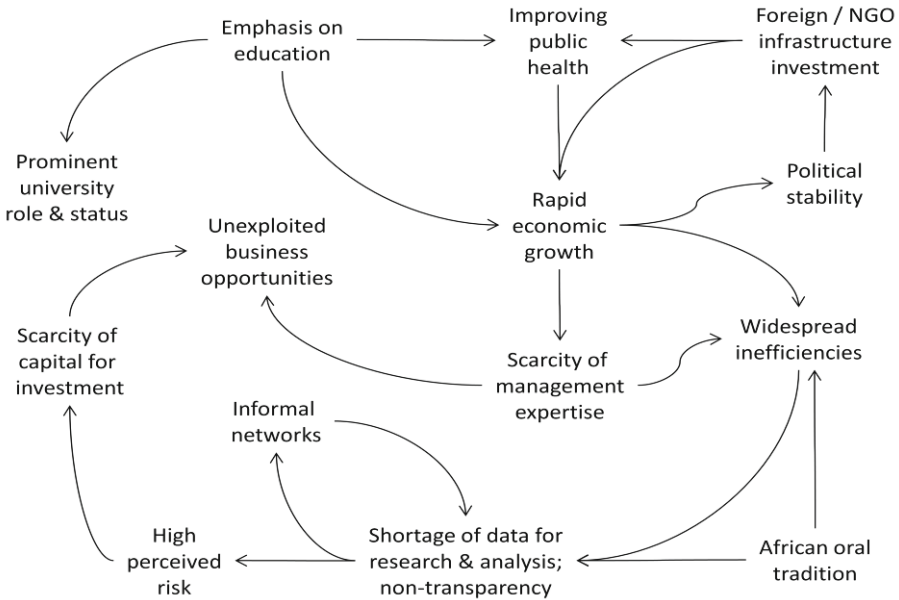 Emphasis on
education
Improving
public
health
Foreign / NGO
infrastructure
investment
Prominent
university
role & status
Political
stability
Rapid
economic
growth
Unexploited
business
opportunities
Scarcity of
capital for
investment
Widespread
inefficiencies
Scarcity of
management
expertise
Informal
networks
High
perceived
risk
Shortage of data for
research & analysis;
non-transparency
African oral
tradition